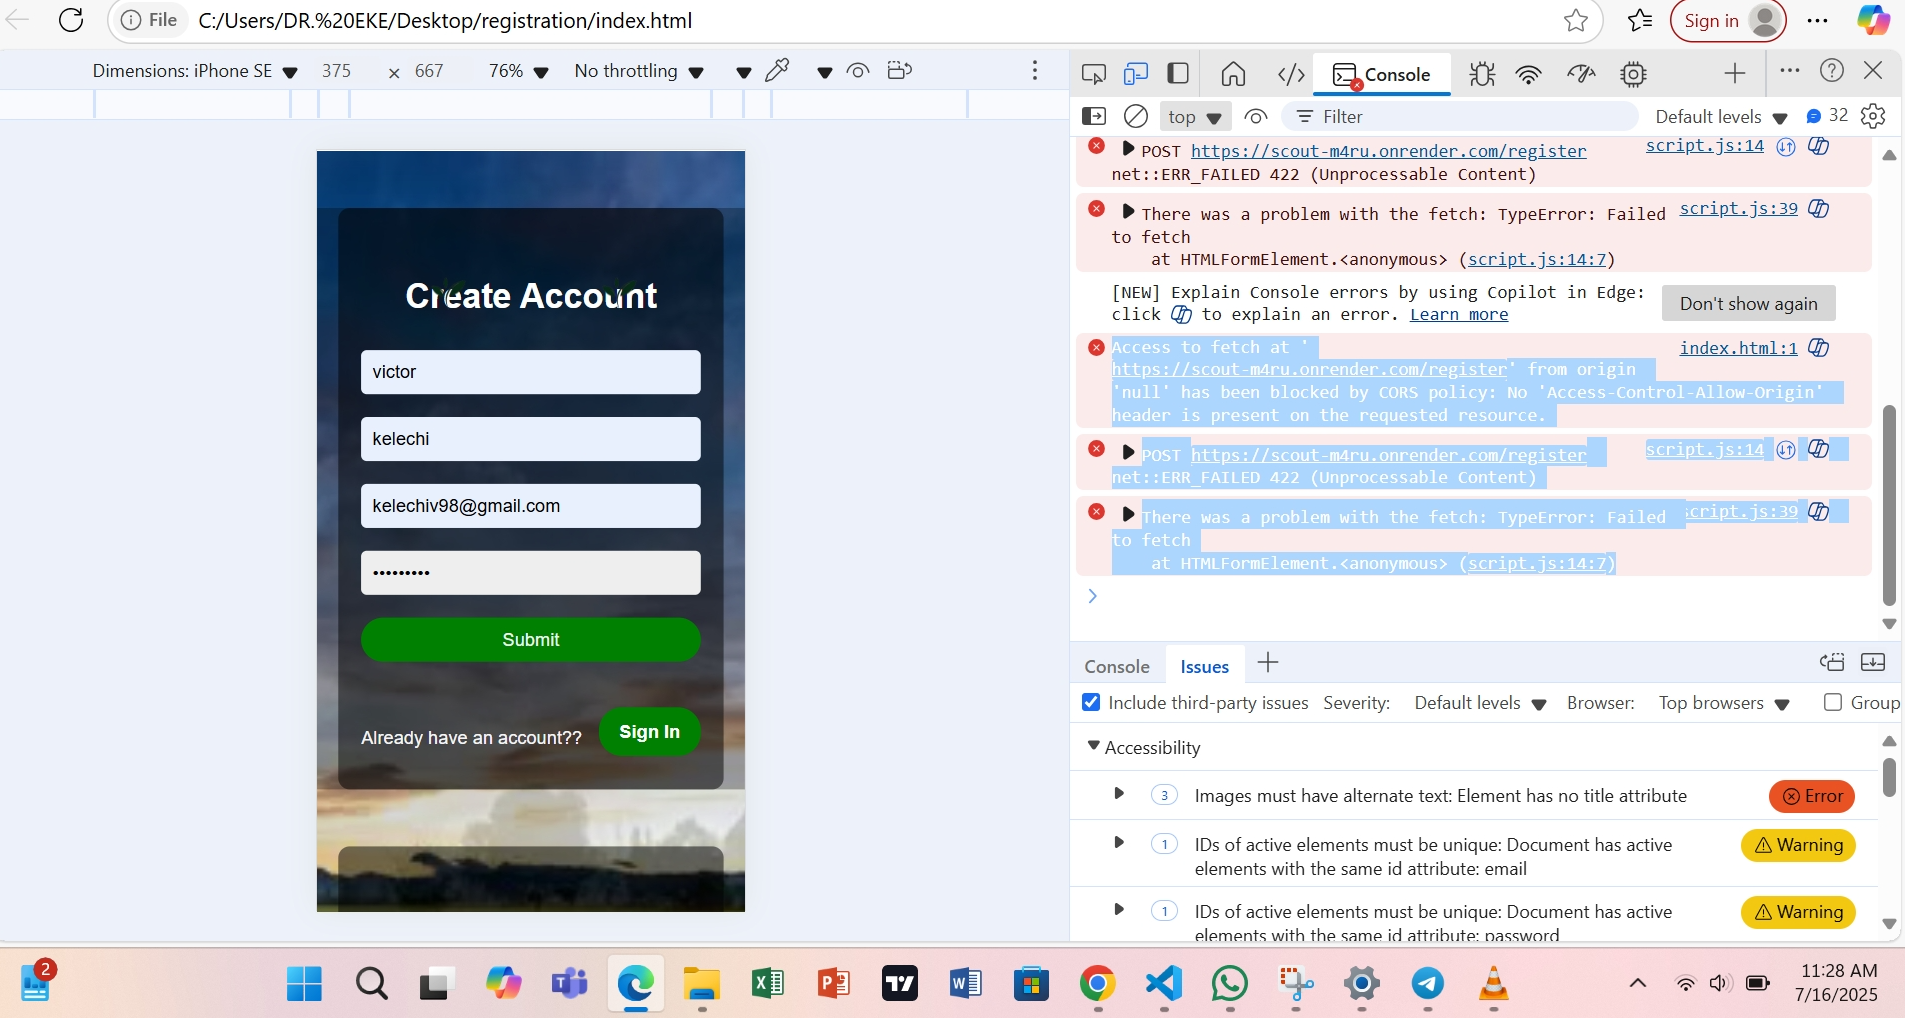 File C:/Users/DR.%20EKE/Desktop/registration/index.html Sign in
Dimensions: iPhone SE 375 × 667 76% No throttling
Console
top Filter Default levels 32
POST https://scout-m4ru.onrender.com/register script.js:14
net::ERR_FAILED 422 (Unprocessable Content)
There was a problem with the fetch: TypeError: Failed script.js:39
to fetch
at HTMLFormElement.<anonymous> (script.js:14:7)
[NEW] Explain Console errors by using Copilot in Edge:
click to explain an error. Learn more
Don't show again
Access to fetch at ' index.html:1
https://scout-m4ru.onrender.com/register' from origin
'null' has been blocked by CORS policy: No 'Access-Control-Allow-Origin'
header is present on the requested resource.
POST https://scout-m4ru.onrender.com/register script.js:14
net::ERR_FAILED 422 (Unprocessable Content)
There was a problem with the fetch: TypeError: Failed script.js:39
to fetch
at HTMLFormElement.<anonymous> (script.js:14:7)
Create Account
victor
kelechi
kelechiv98@gmail.com
•••••••••
Submit
Already have an account?? Sign In
Console Issues
Include third-party issues Severity: Default levels Browser: Top browsers Group
Accessibility
3 Images must have alternate text: Element has no title attribute Error
1 IDs of active elements must be unique: Document has active
elements with the same id attribute: email
Warning
1 IDs of active elements must be unique: Document has active
elements with the same id attribute: password
Warning
2
11:28 AM
7/16/2025